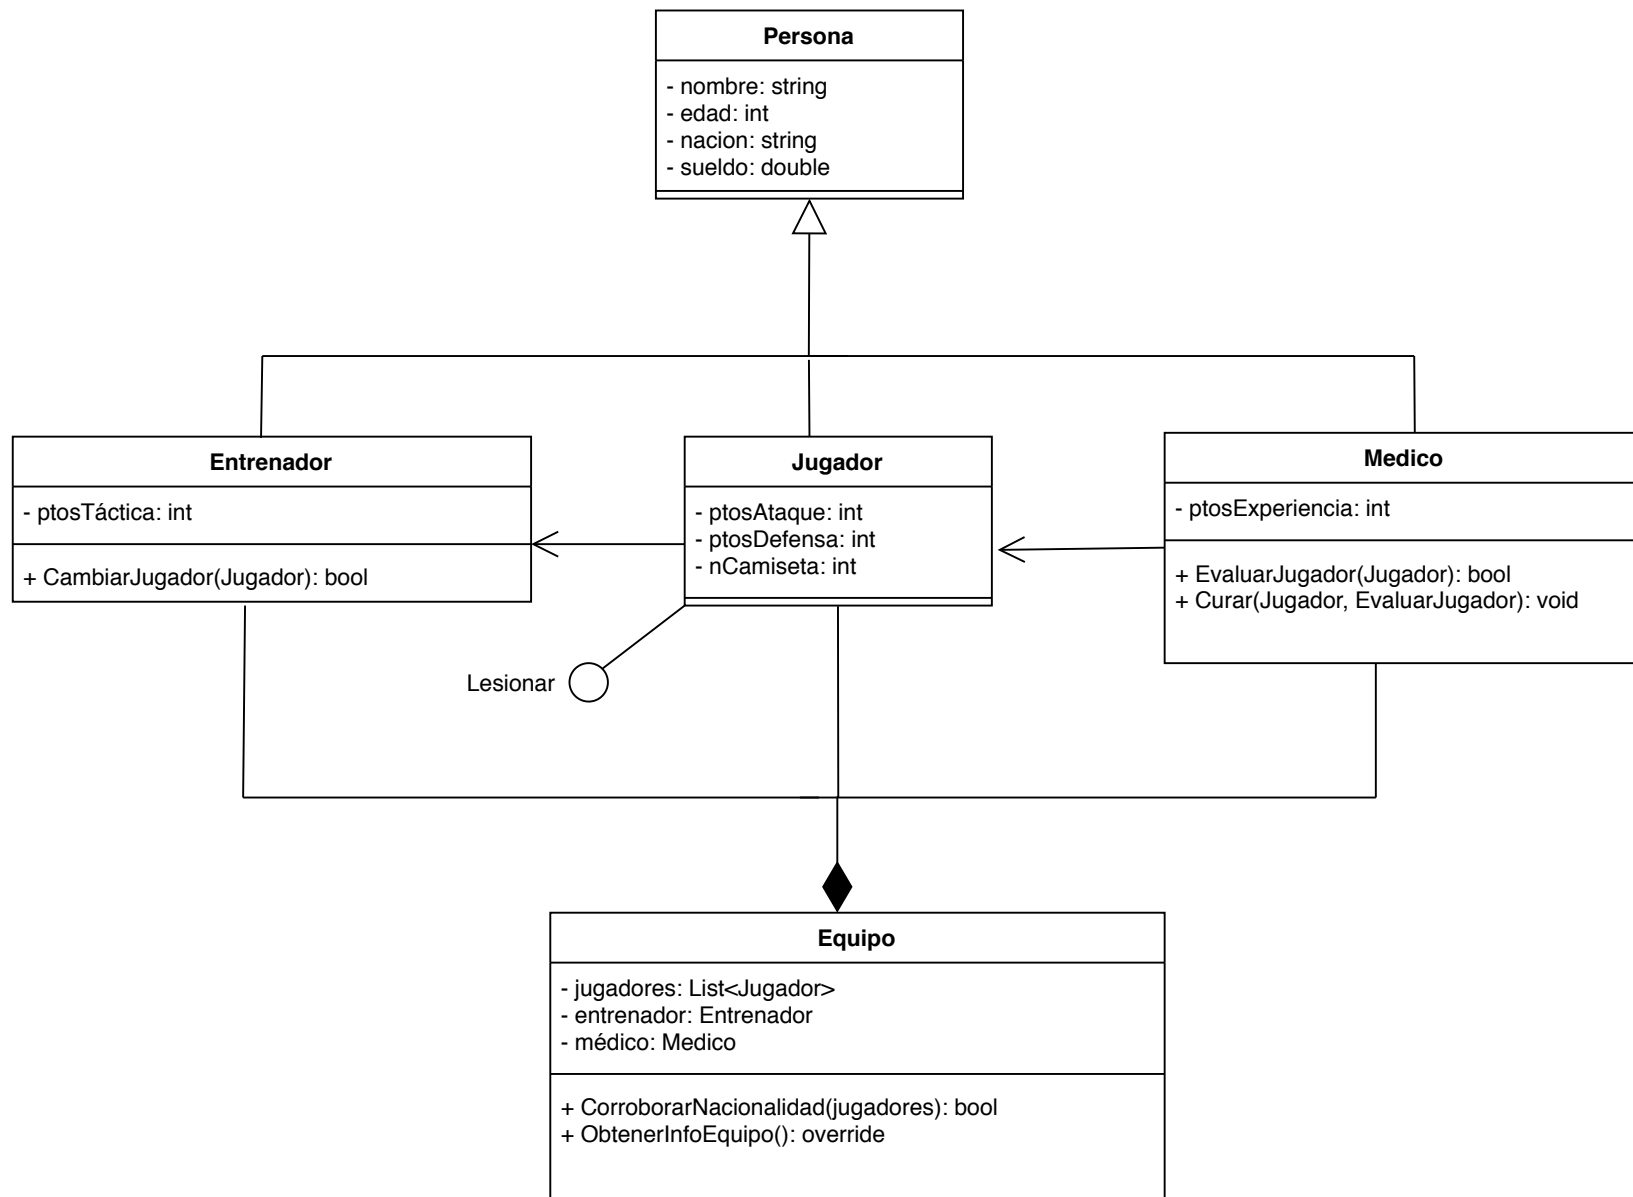 Persona
- nombre: string
- edad: int
- nacion: string
- sueldo: double
Entrenador
- ptosTáctica: int
+ CambiarJugador(Jugador): bool
Jugador
- ptosAtaque: int
- ptosDefensa: int
- nCamiseta: int
Medico
- ptosExperiencia: int
+ EvaluarJugador(Jugador): bool
+ Curar(Jugador, EvaluarJugador): void
Lesionar
Equipo
- jugadores: List<Jugador>
- entrenador: Entrenador
- médico: Medico
+ CorroborarNacionalidad(jugadores): bool
+ ObtenerInfoEquipo(): override